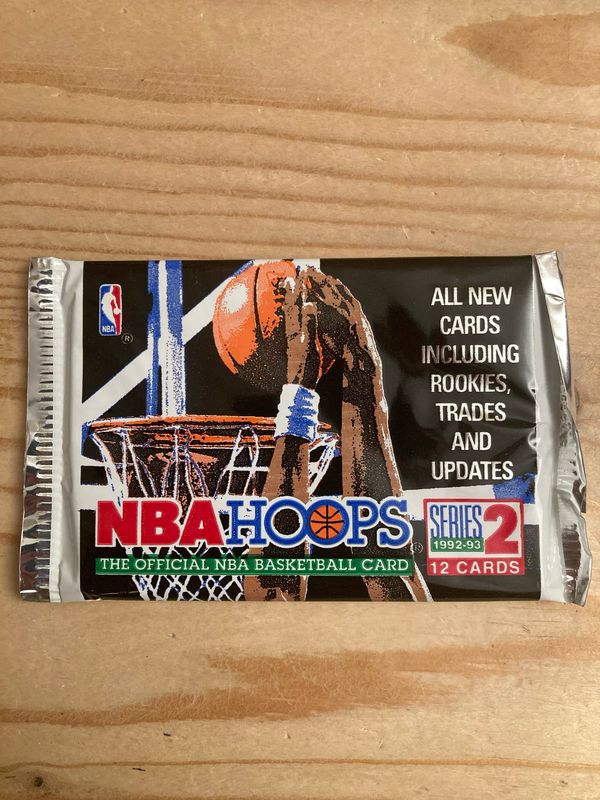 NBA
®
ALL NEW
CARDS
INCLUDING
ROOKIES,
TRADES
AND
UPDATES
NBA HOOPS
®
THE OFFICIAL NBA BASKETBALL CARD
SERIES 2
1992-93
12 CARDS